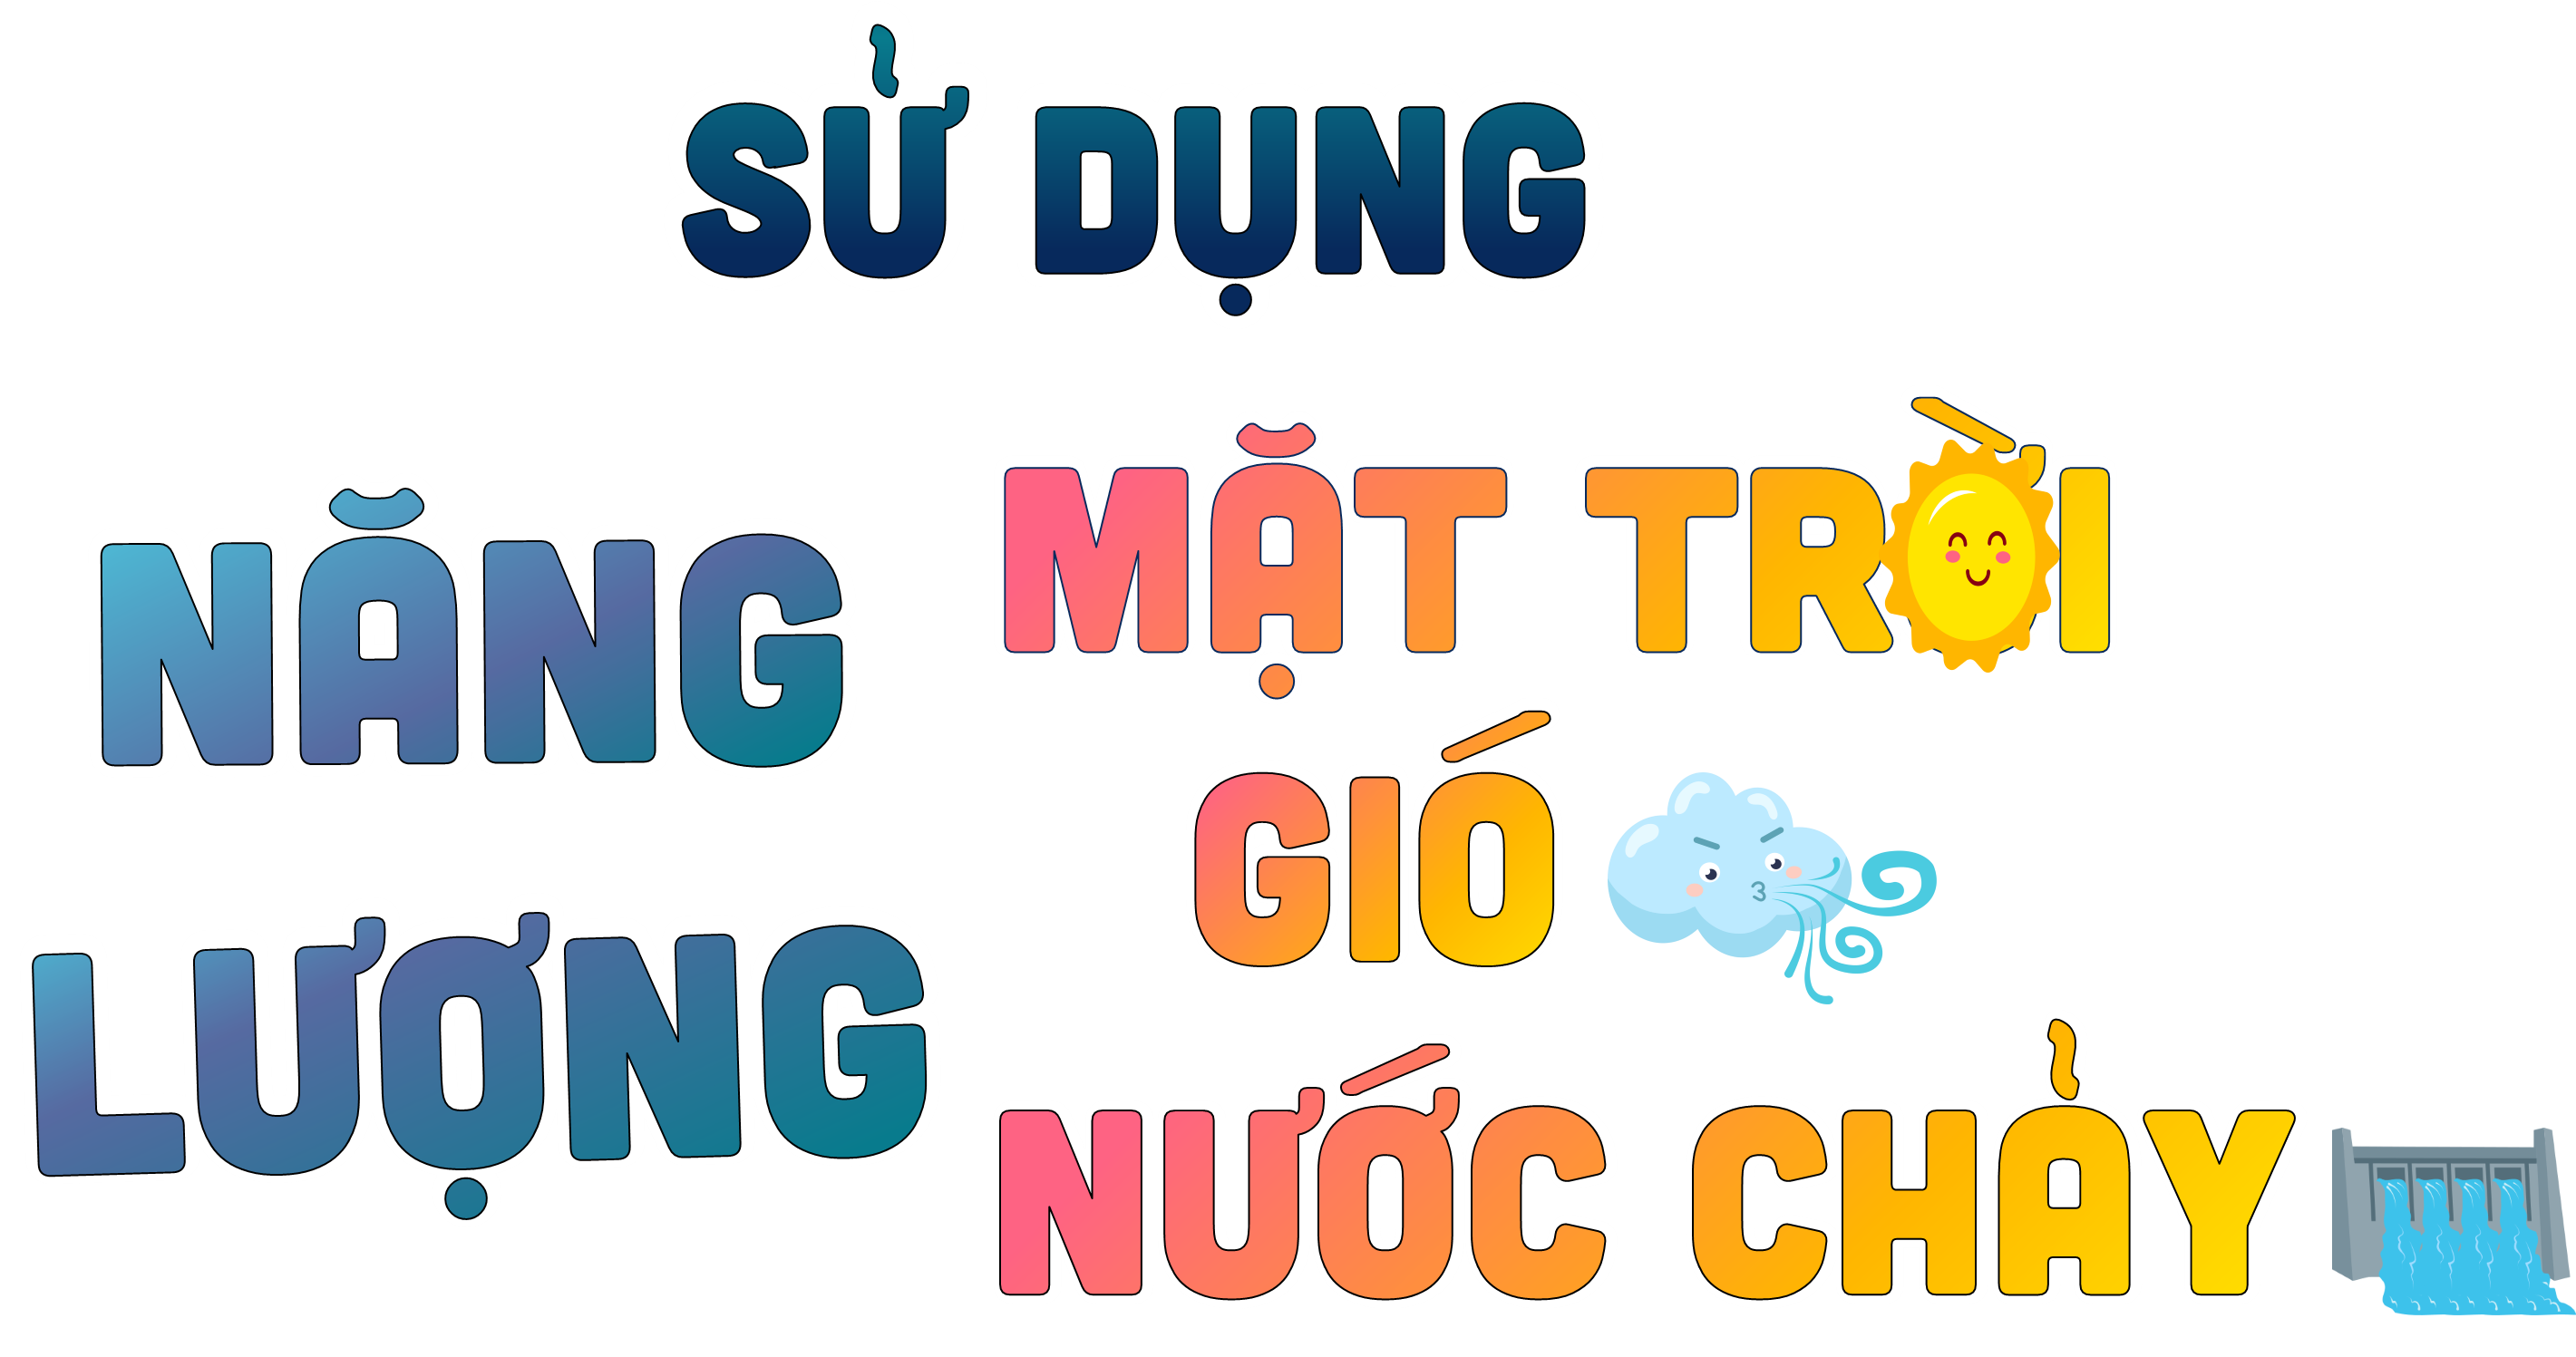 SỬ DỤNG
NĂNG
LƯỢNG
MẶT TRỜI
GIÓ
NƯỚC CHẢY